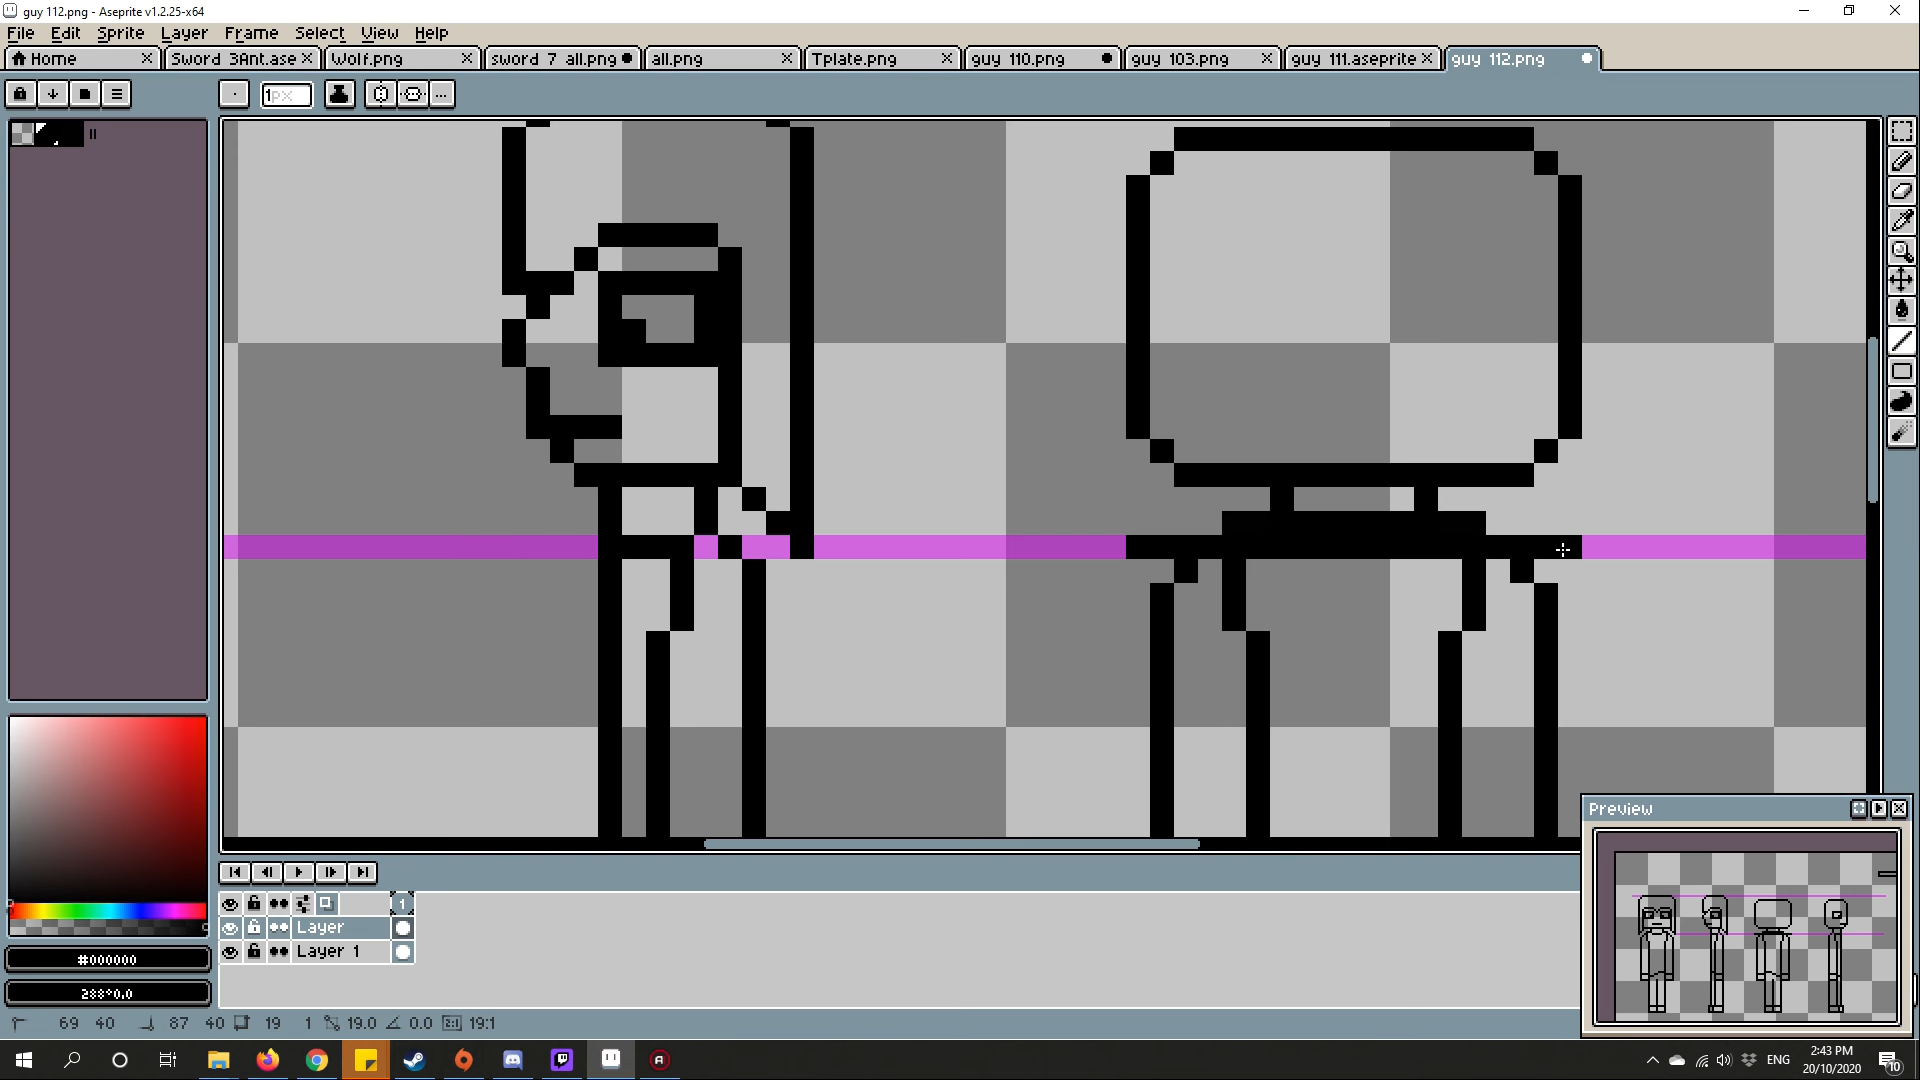 guy 112.png - Aseprite v1.2.25-x64
File Edit Sprite Layer Frame Select View Help
Home Sword 3Ant.ase Wolf.png sword 7 all.png all.png Tplate.png guy 110.png guy 103.png guy 111.aseprite guy 112.png
1px
Preview
1
Layer
Layer 1
#000000
288°0,0
69 40 87 40 19 1 19.0 0.0 2:1 19:1
ENG
2:43 PM
20/10/2020
10